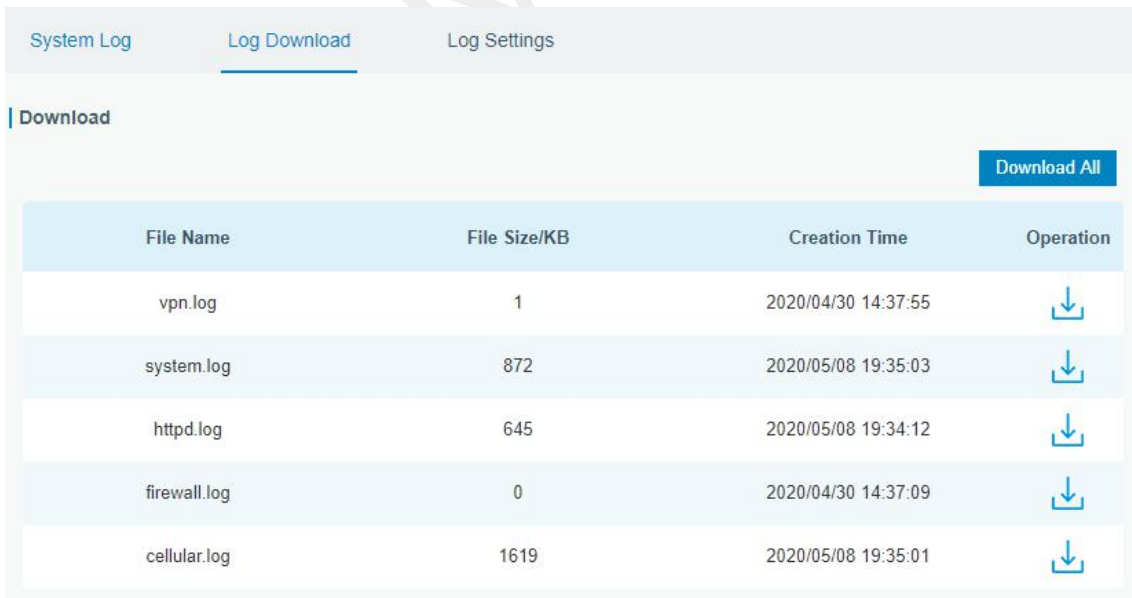 System Log Log Download Log Settings
Download
Download All
File Name File Size/KB Creation Time Operation
vpn.log 1 2020/04/30 14:37:55
system.log 872 2020/05/08 19:35:03
httpd.log 645 2020/05/08 19:34:12
firewall.log 0 2020/04/30 14:37:09
cellular.log 1619 2020/05/08 19:35:01